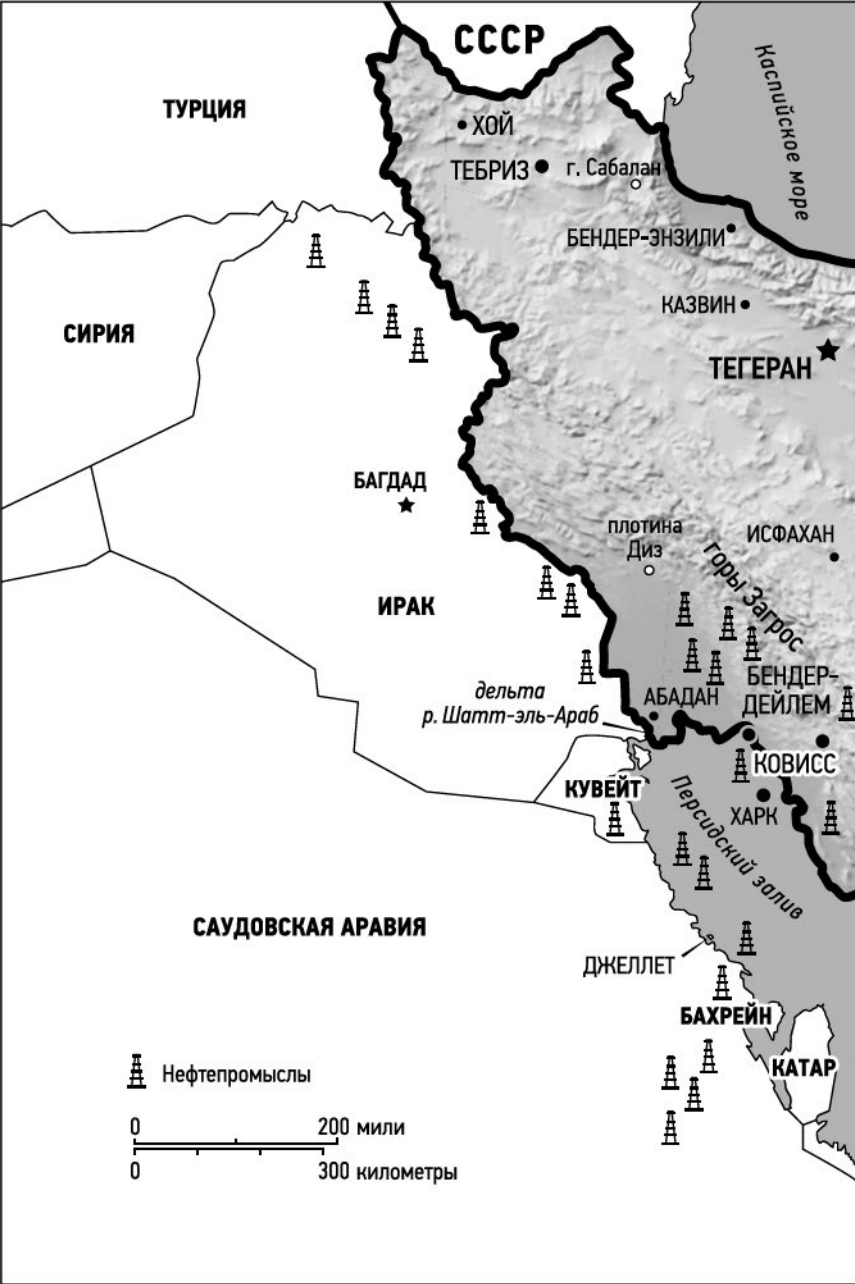 СССР
Каспийское море
ТУРЦИЯ
ХОЙ
ТЕБРИЗ
г. Сабалан
БЕНДЕР-ЭНЗИЛИ
КАЗВИН
СИРИЯ
ТЕГЕРАН
БАГДАД
плотина
Диз
ИСФАХАН
горы Загрос
ИРАК
БЕНДЕР-
ДЕЙЛЕМ
дельта
р. Шатт-эль-Араб
АБАДАН
КОВИСС
КУВЕЙТ
ХАРК
Персидский залив
САУДОВСКАЯ АРАВИЯ
ДЖЕЛЛЕТ
БАХРЕЙН
КАТАР
Нефтепромыслы
0 200 мили
0 300 километры